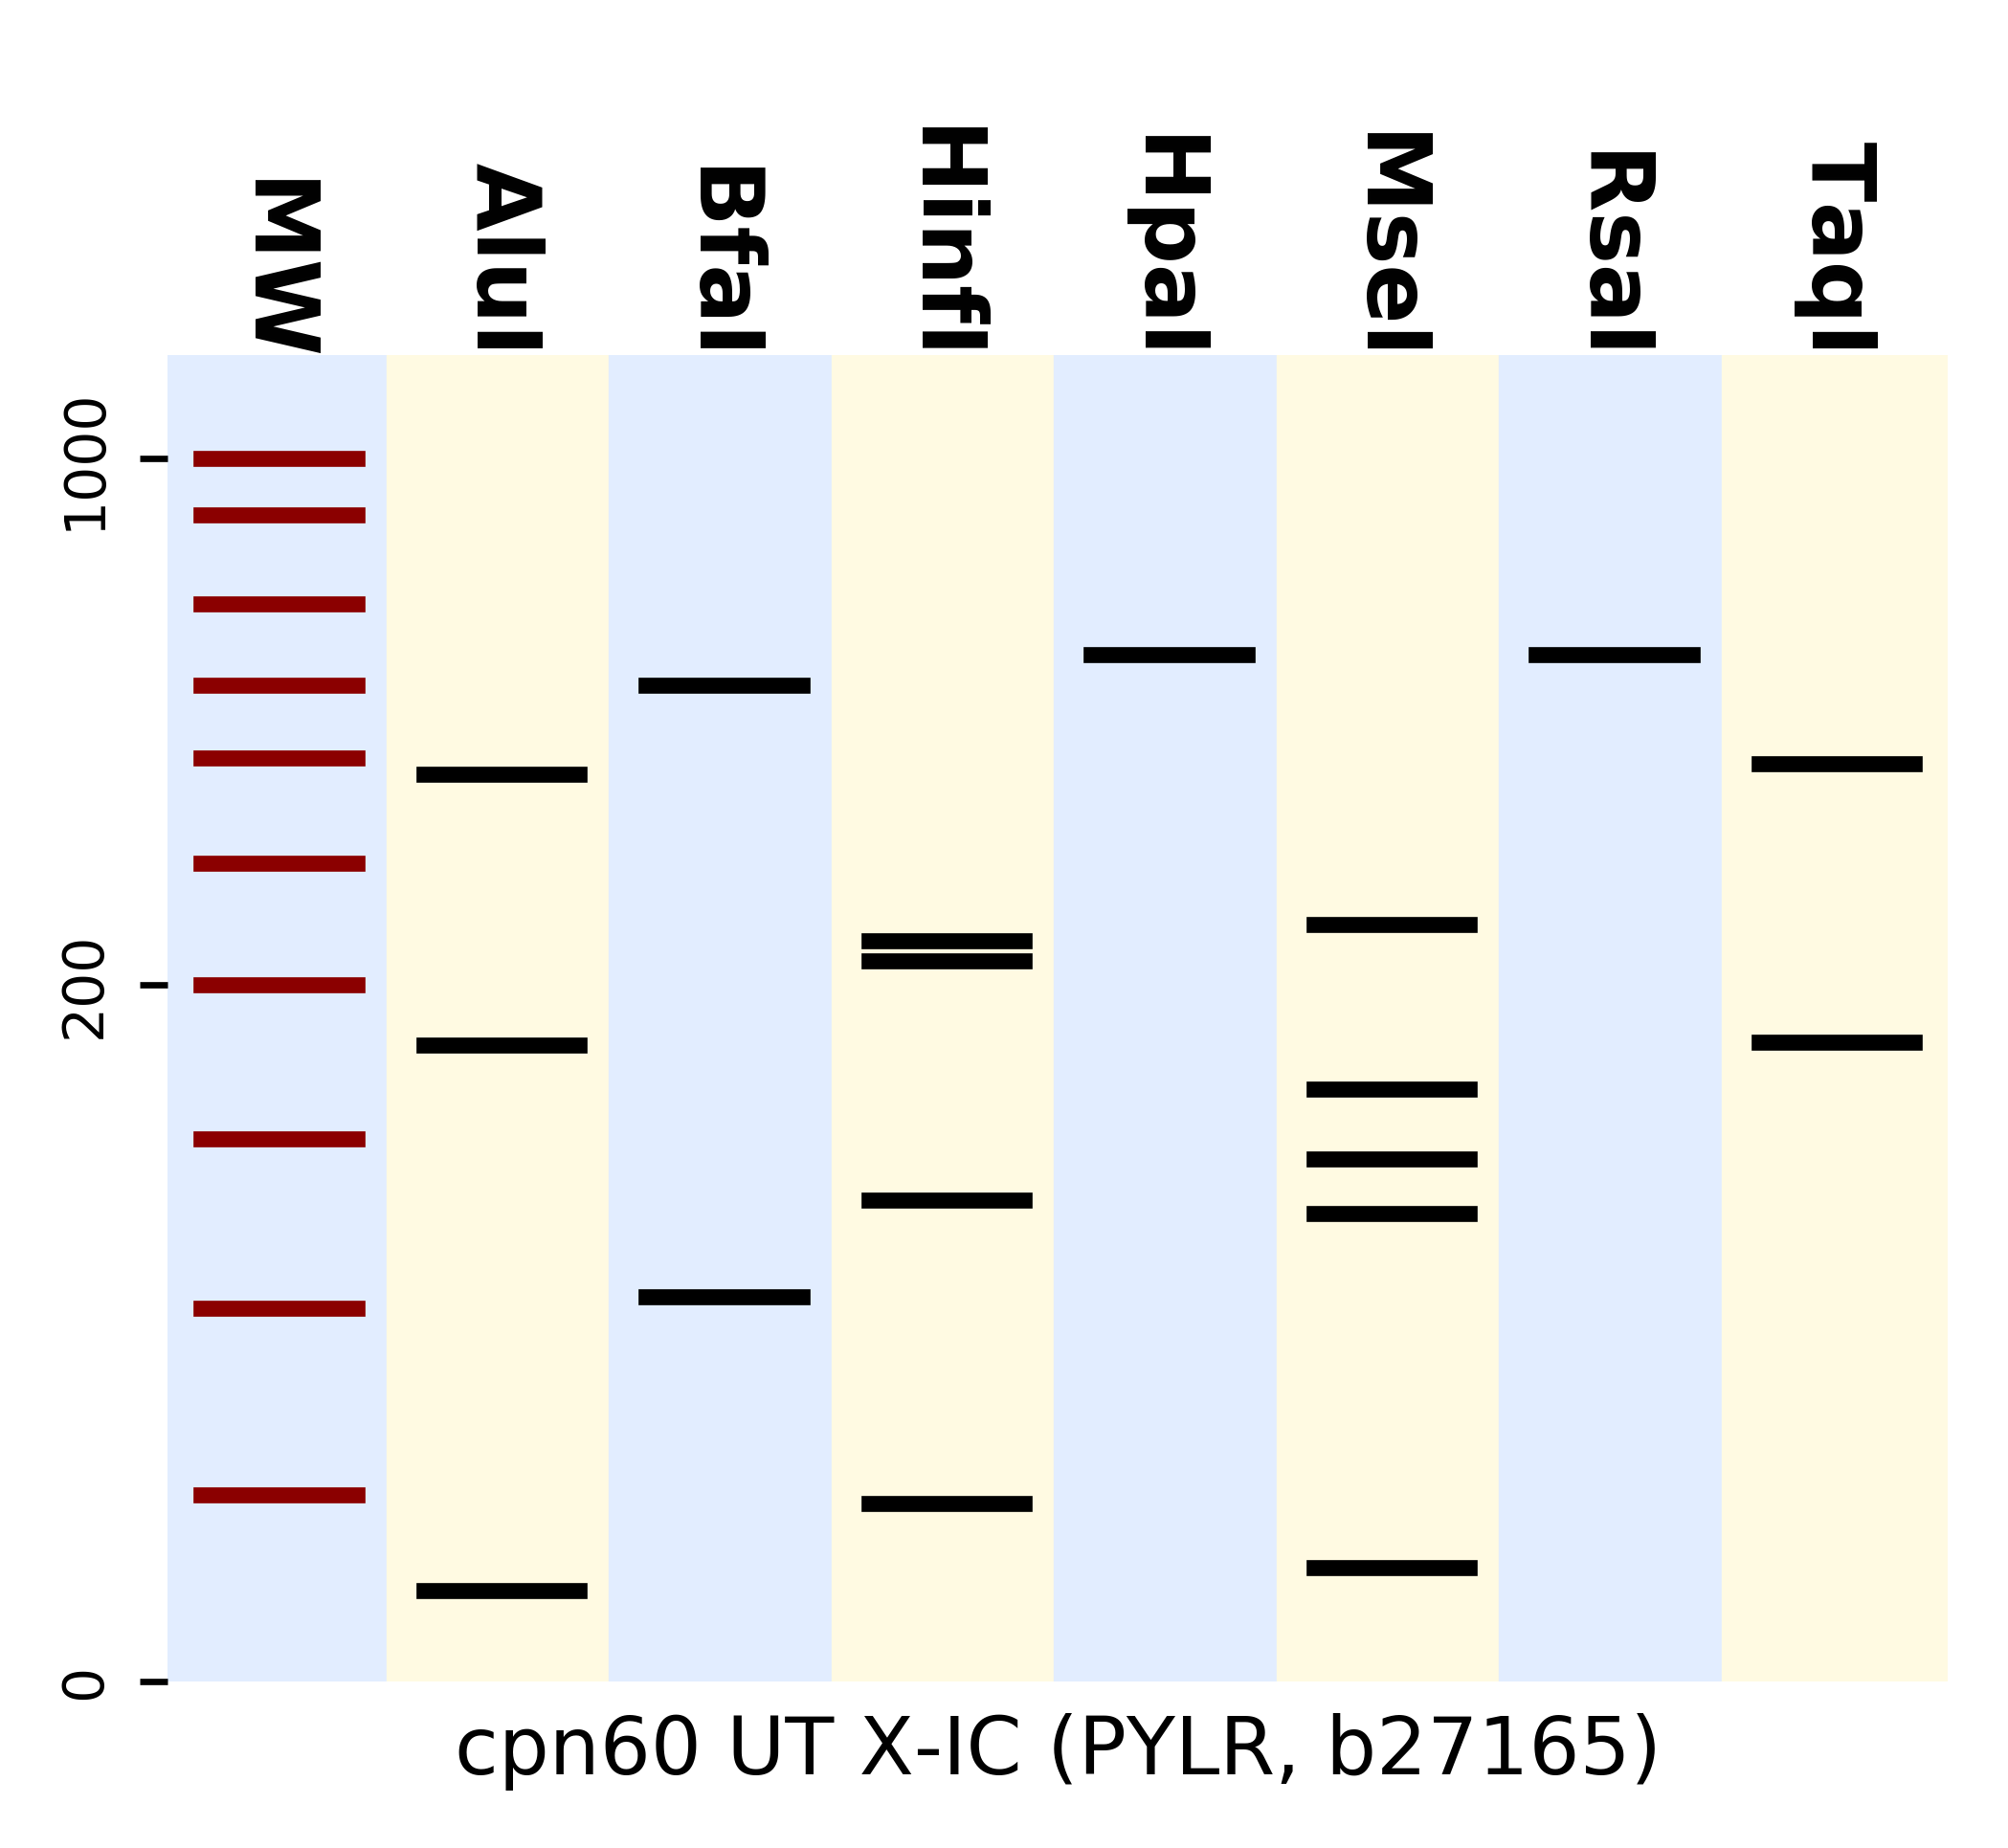 MW
AluI
BfaI
HinfI
HpaI
MseI
RsaI
TaqI
1000
200
0
cpn60 UT X-IC (PYLR, b27165)